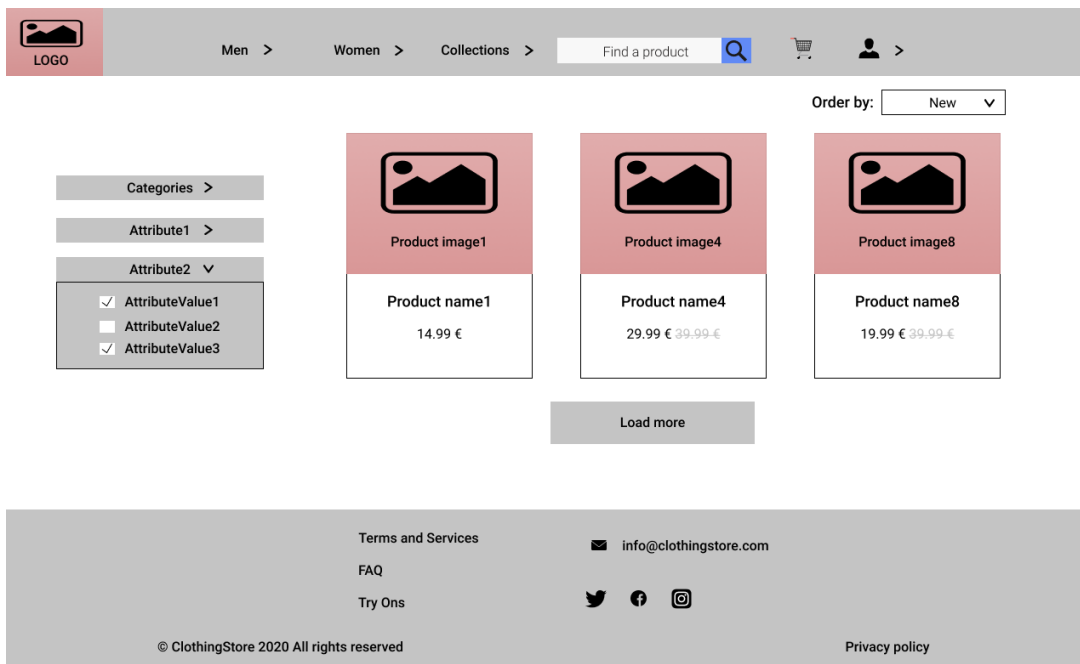 LOGO
Men
Women
Collections
Find a product
Order by: New
Categories
Attribute1
Attribute2
AttributeValue1
AttributeValue2
AttributeValue3
Product image1
Product name1
14.99 €
Product image4
Product name4
29.99 € 39.99 €
Product image8
Product name8
19.99 € 39.99 €
Load more
Terms and Services
FAQ
Try Ons
info@clothingstore.com
© ClothingStore 2020 All rights reserved
Privacy policy